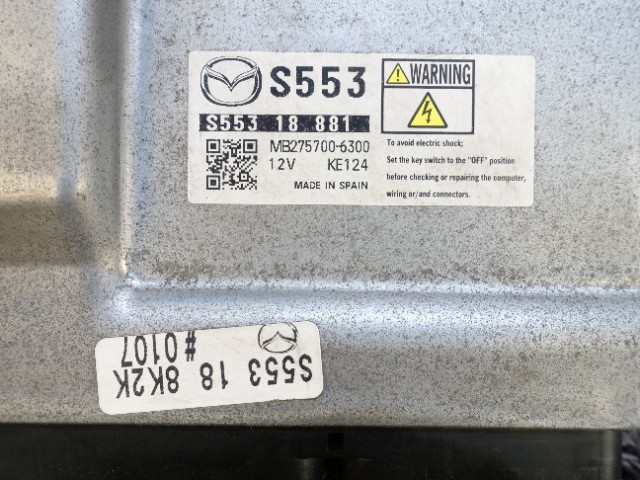 S553
S553 18 881
MB275700-6300
12V KE124
MADE IN SPAIN
WARNING
To avoid electric shock;
Set the key switch to the "OFF" position
before checking or repairing the computer,
wiring or/and connectors.
S553 18 8K2K
#0107